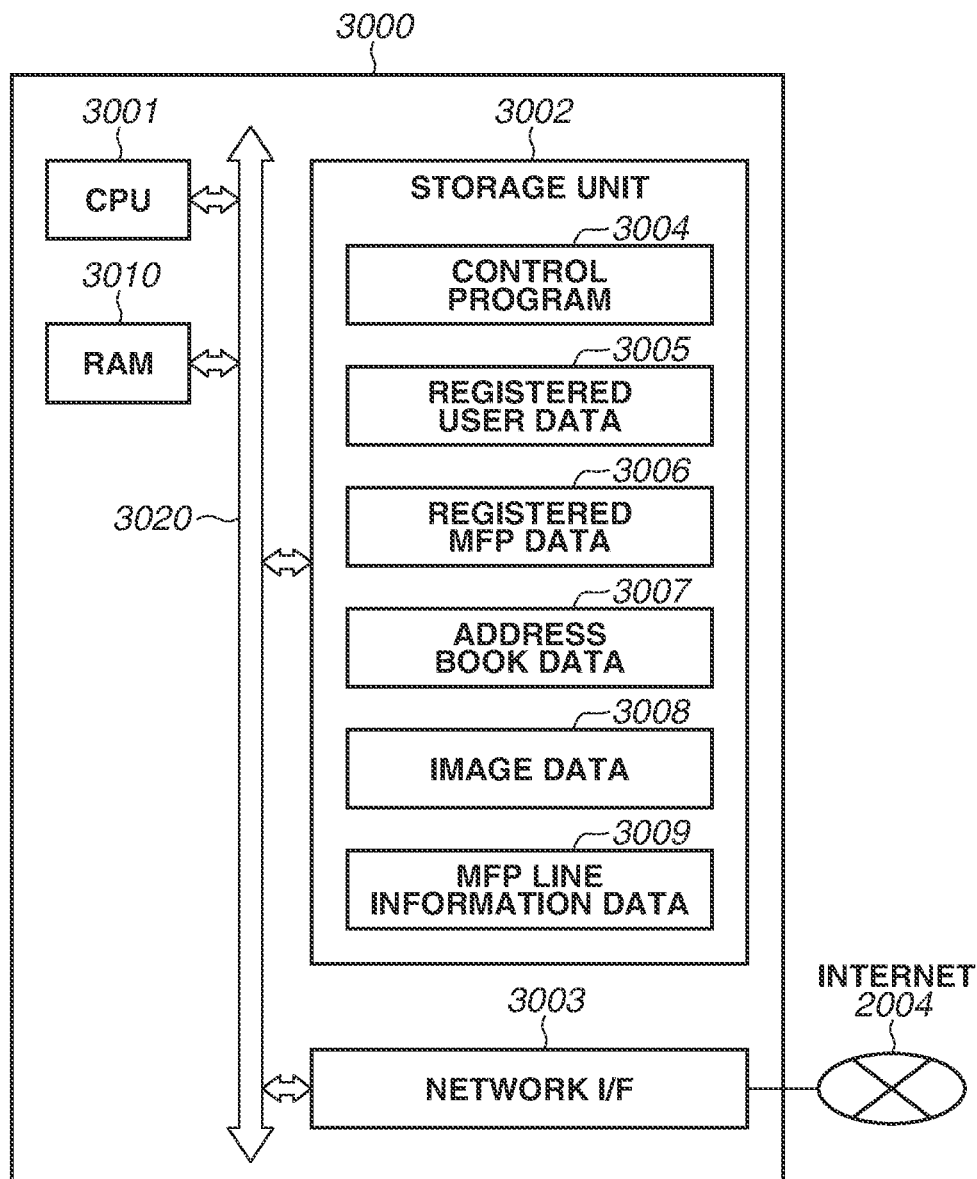 3000
3001
CPU
3010
RAM
3020
3002
STORAGE UNIT
3004
CONTROL
PROGRAM
3005
REGISTERED
USER DATA
3006
REGISTERED
MFP DATA
3007
ADDRESS
BOOK DATA
3008
IMAGE DATA
3009
MFP LINE
INFORMATION DATA
3003
NETWORK I/F
INTERNET
2004